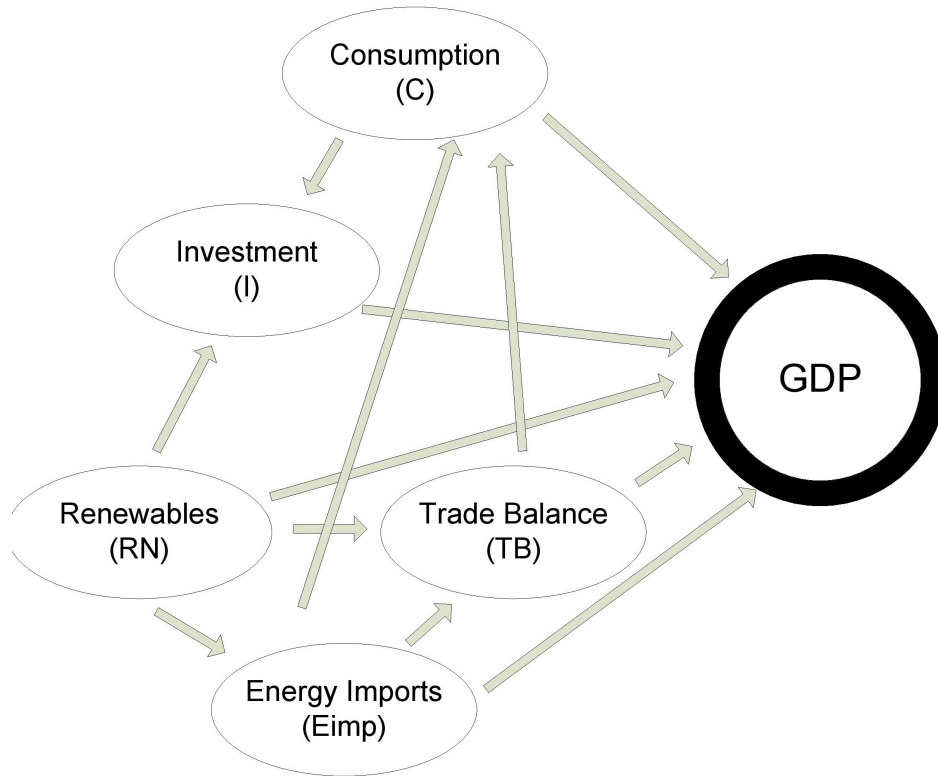 Consumption
(C)
Investment
(I)
GDP
Renewables
(RN)
Trade Balance
(TB)
Energy Imports
(Eimp)